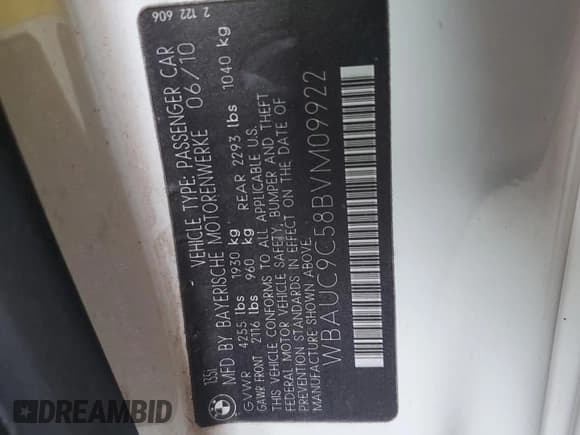 1351 - VEHICLE TYPE: PASSENGER CAR 2 122 606
MFD BY BAYERISCHE MOTORENWERKE 06/10
GVWR 4255 lbs 1930 kg REAR 2293 lbs 1040 kg
GAWR FRONT 2116 lbs 960 kg
THIS VEHICLE CONFORMS TO ALL APPLICABLE U.S.
FEDERAL MOTOR VEHICLE SAFETY, BUMPER AND THEFT
PREVENTION STANDARDS IN EFFECT ON THE DATE OF
MANUFACTURE SHOWN ABOVE.
WBAUC9C58BVM09922
DREAMBID